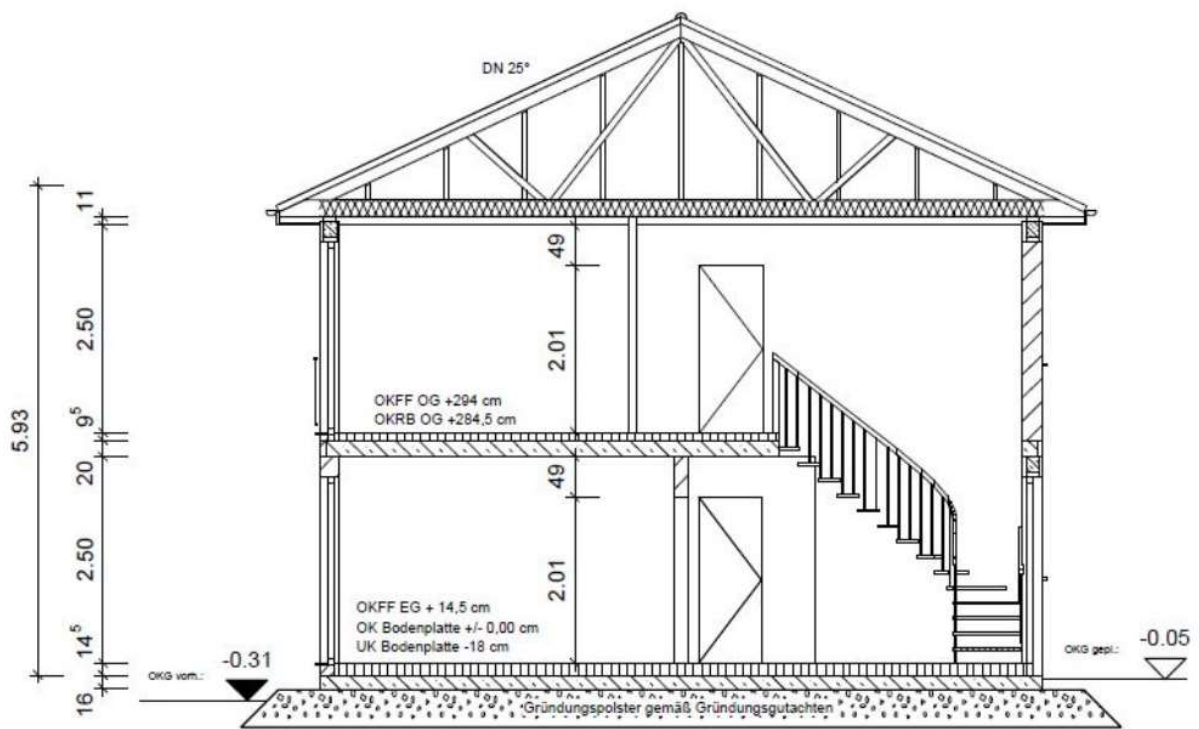 DN 25°
11
49
2.50
2.01
OKFF OG +294 cm
OKRB OG +284,5 cm
9⁵
5.93
20
49
2.50
2.01
OKFF EG + 14,5 cm
OK Bodenplatte +/- 0,00 cm
UK Bodenplatte -18 cm
14⁵
OKG vorh.:
-0.31
OKG gepl.:
-0.05
16
Gründungspolster gemäß Gründungsgutachten